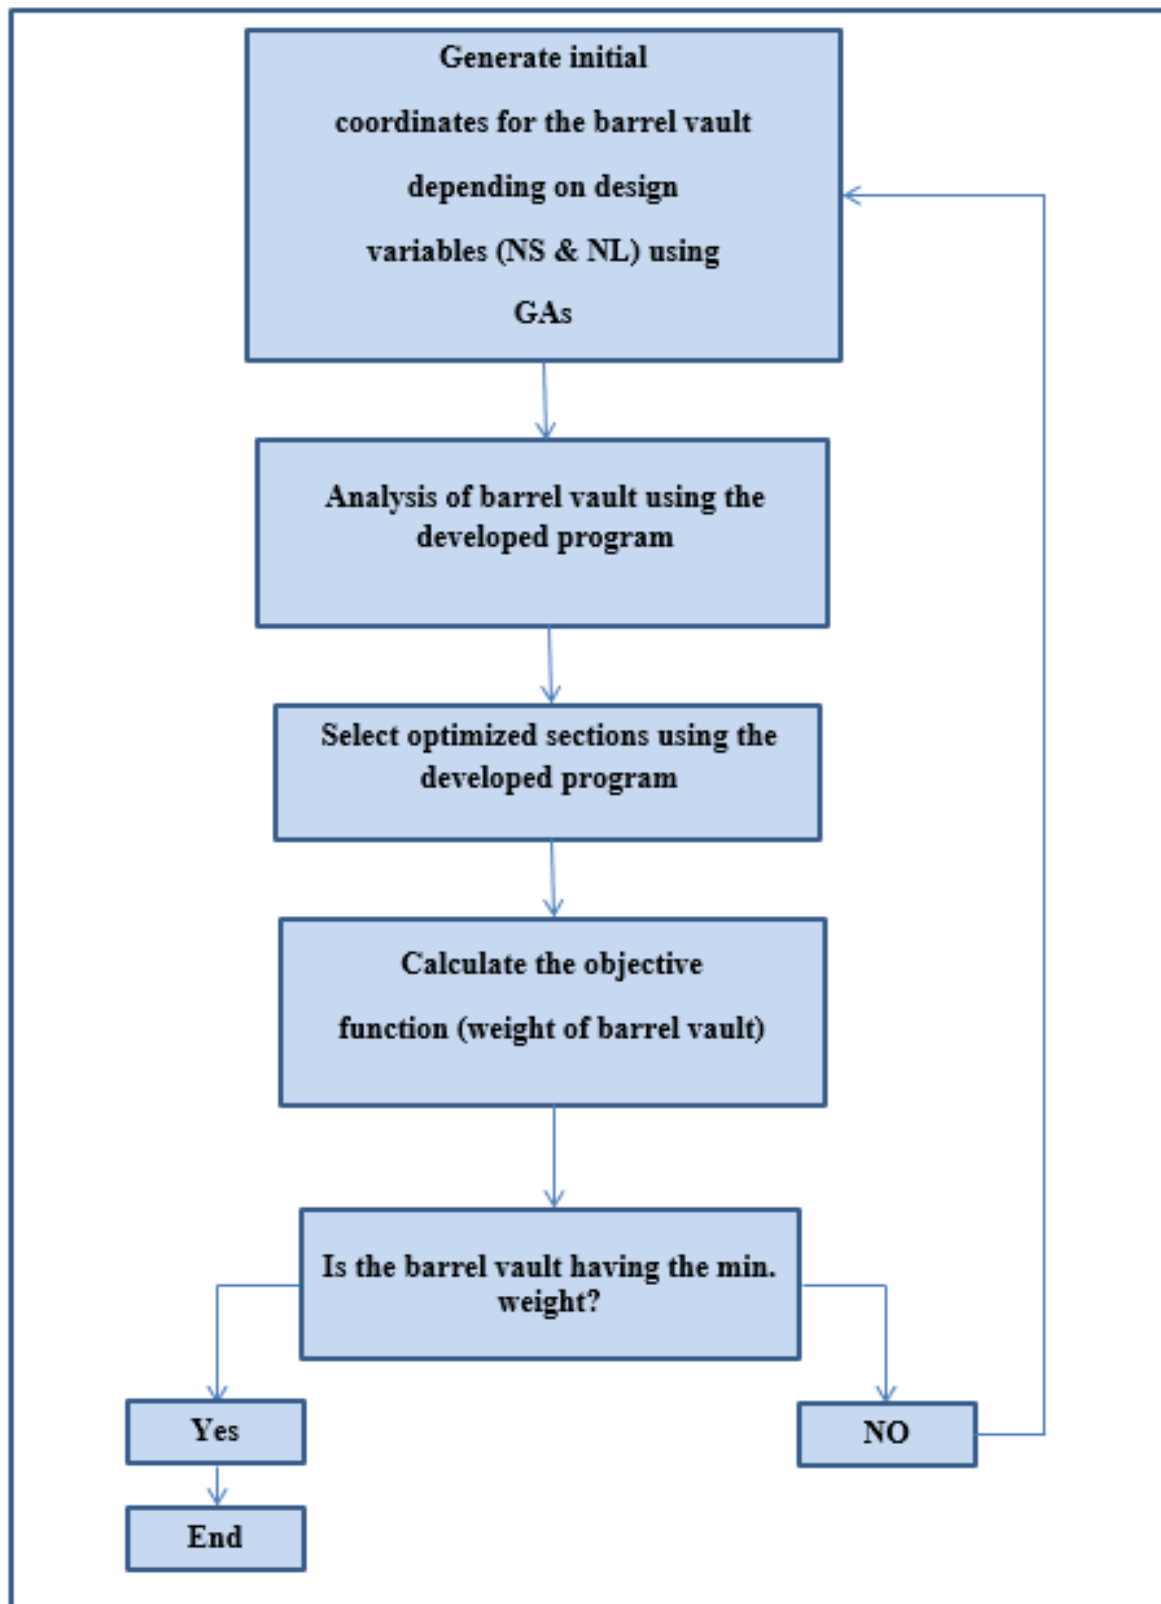 Generate initial
coordinates for the barrel vault
depending on design
variables (NS & NL) using
GAs
Analysis of barrel vault using the
developed program
Select optimized sections using the
developed program
Calculate the objective
function (weight of barrel vault)
Is the barrel vault having the min.
weight?
Yes
NO
End